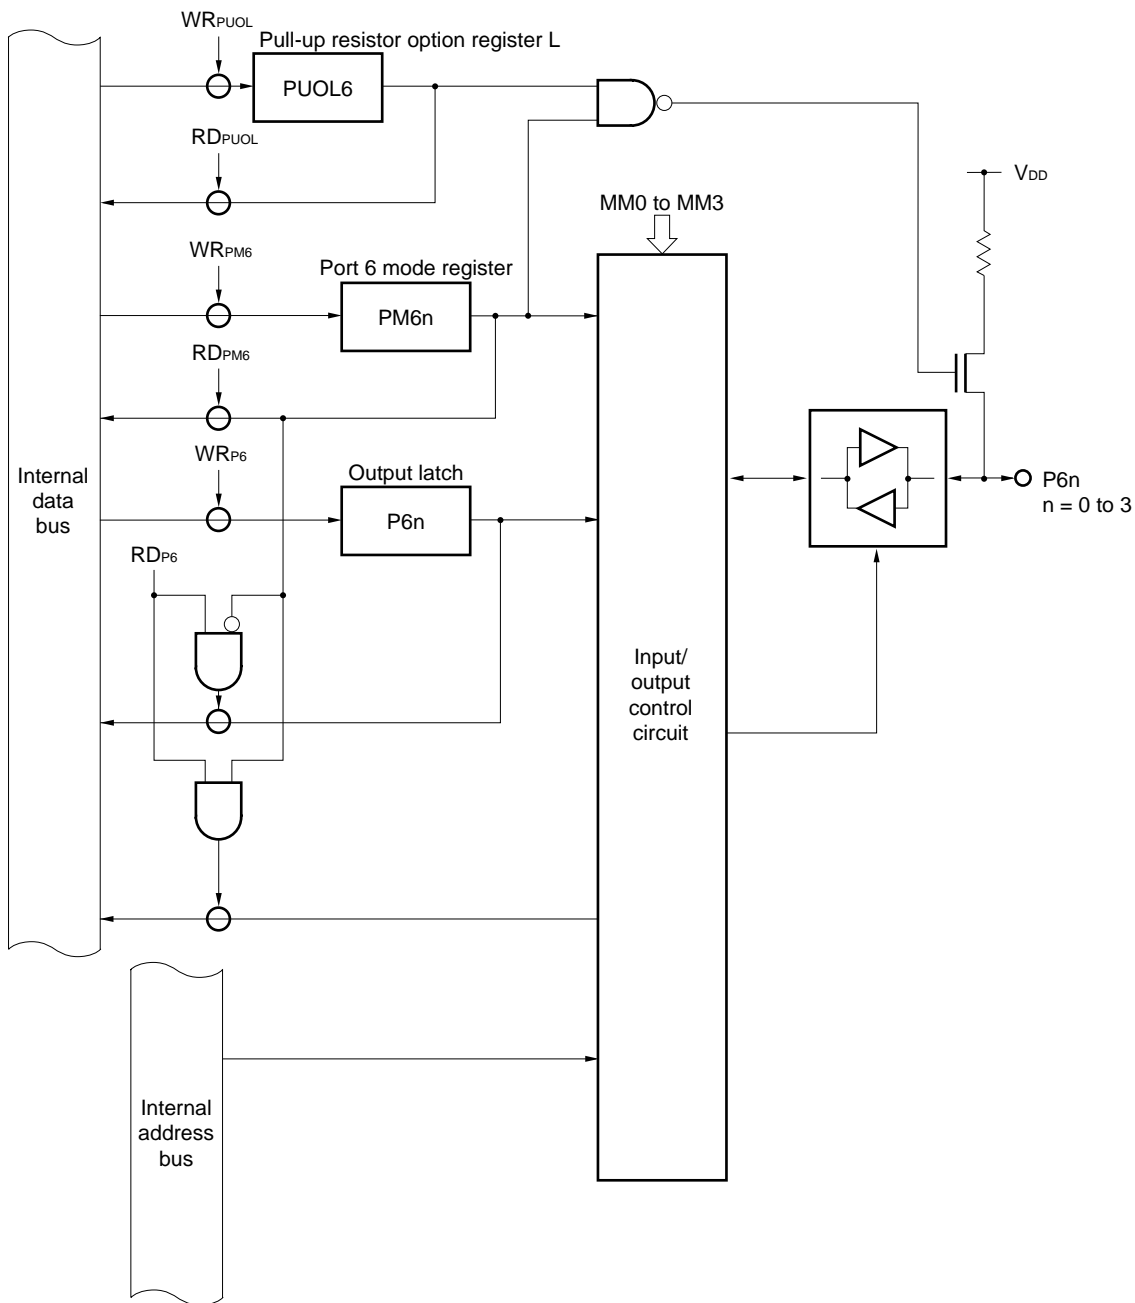 WRPUOL
Pull-up resistor option register L
PUOL6
RDPUOL
VDD
MM0 to MM3
WRPM6
Port 6 mode register
PM6n
RDPM6
WRP6
Output latch
P6n
Internal
data
bus
P6n
n = 0 to 3
RDP6
Input/
output
control
circuit
Internal
address
bus